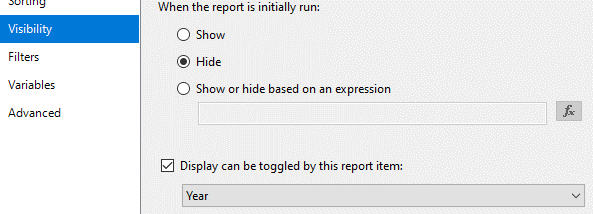 Sorting
Visibility
Filters
Variables
Advanced
When the report is initially run:
Show
Hide
Show or hide based on an expression
fx
Display can be toggled by this report item:
Year